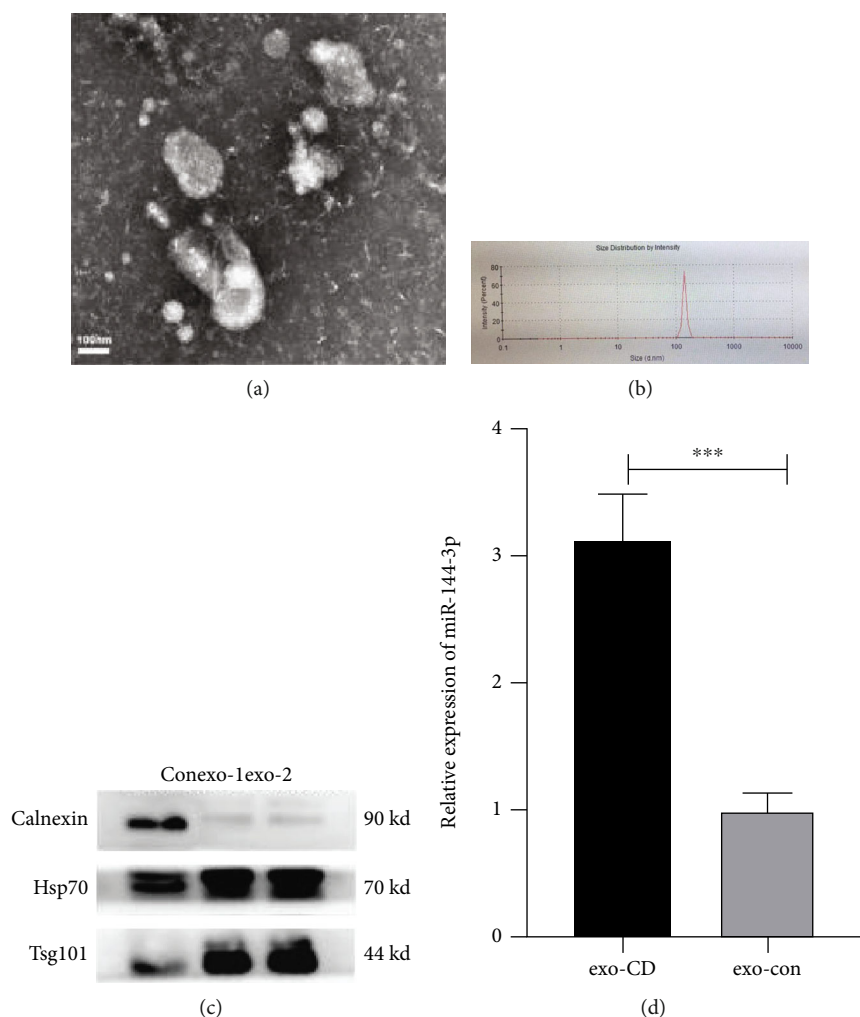 100nm
(a)
Size Distribution by Intensity
Intensity (Percent)
80
60
40
20
0
0.1
1
10
100
1000
10000
Size (d.nm)
(b)
Conexo-1exo-2
Calnexin
90 kd
Hsp70
70 kd
Tsg101
44 kd
(c)
Relative expression of miR-144-3p
4
3
2
1
0
***
exo-CD
exo-con
(d)